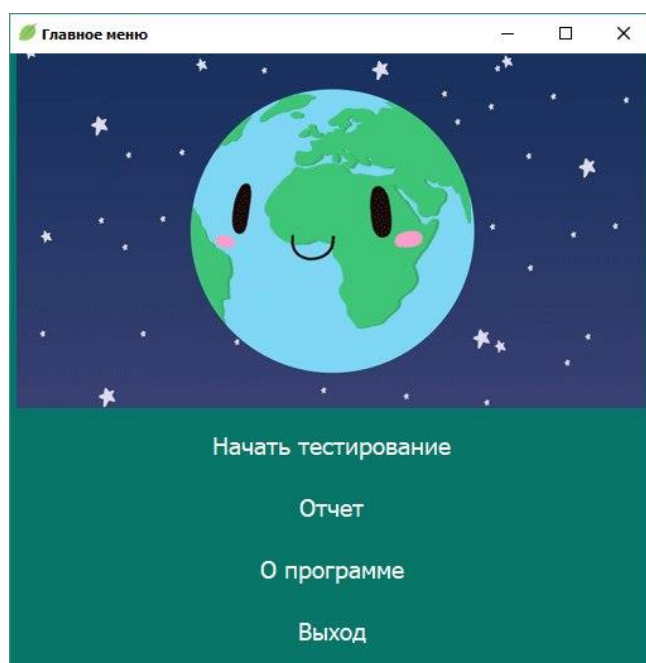 Главное меню
Начать тестирование
Отчет
О программе
Выход